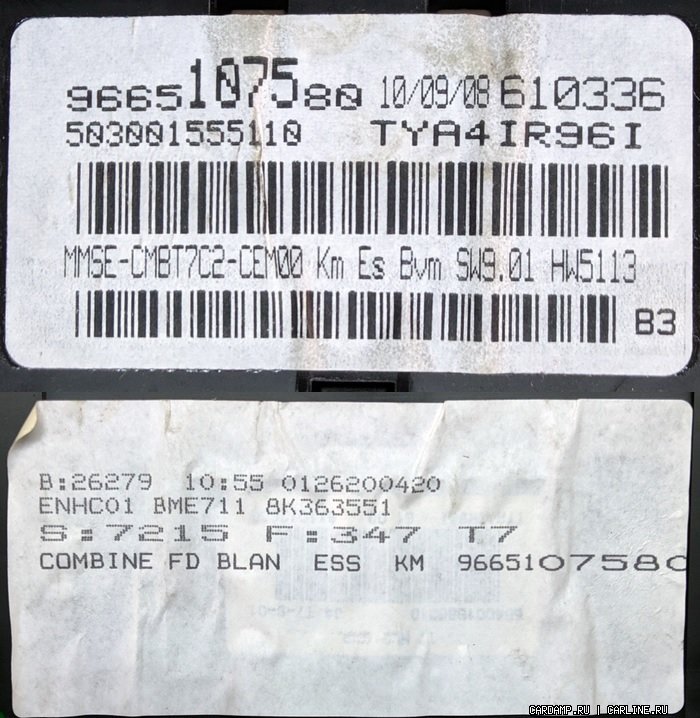 9665107580 10/09/08 610336
503001555110 TYA4IR96I
MMSE-CMBT7C2-CEM00 Km Es Bvm SW9.01 HW5113
B3
B:26279 10:55 0126200420
ENHC01 BME711 8K363551
S:7215 F:347 T7
COMBINE FD BLAN ESS KM 9665107580
CARDAMP.RU | CARLINE.RU